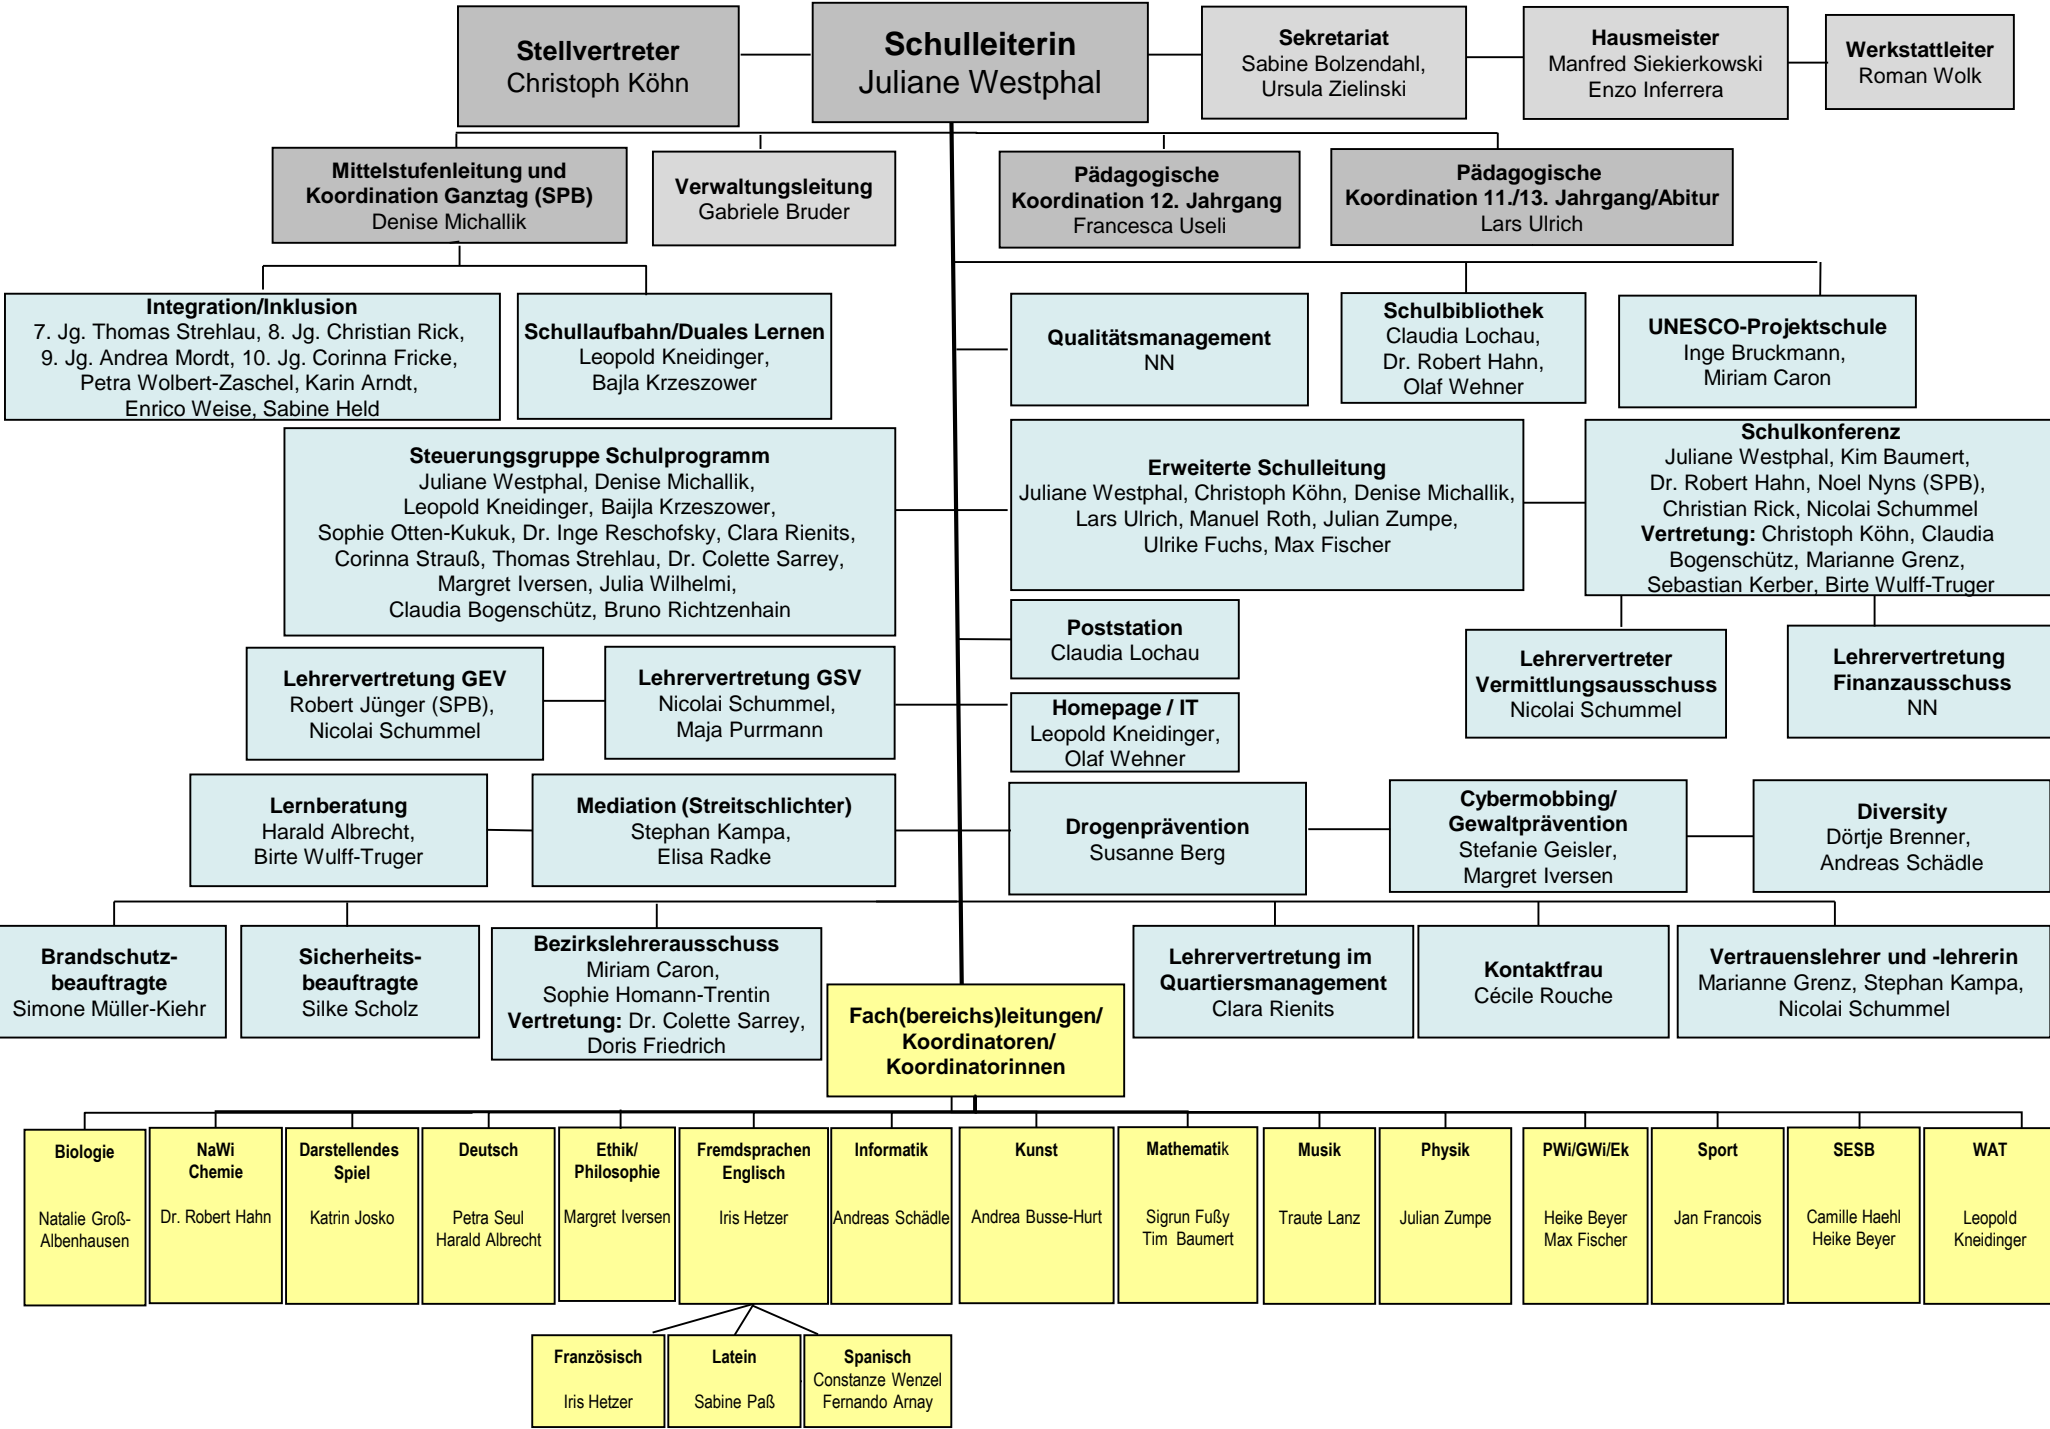 Stellvertreter
Christoph Köhn
Schulleiterin
Juliane Westphal
Sekretariat
Sabine Bolzendahl,
Ursula Zielinski
Hausmeister
Manfred Siekierkowski
Enzo Inferrera
Werkstattleiter
Roman Wolk
Mittelstufenleitung und
Koordination Ganztag (SPB)
Denise Michallik
Verwaltungsleitung
Gabriele Bruder
Pädagogische
Koordination 12. Jahrgang
Francesca Useli
Pädagogische
Koordination 11./13. Jahrgang/Abitur
Lars Ulrich
Integration/Inklusion
7. Jg. Thomas Strehlau, 8. Jg. Christian Rick,
9. Jg. Andrea Mordt, 10. Jg. Corinna Fricke,
Petra Wolbert-Zaschel, Karin Arndt,
Enrico Weise, Sabine Held
Schullaufbahn/Duales Lernen
Leopold Kneidinger,
Bajla Krzeszower
Qualitätsmanagement
NN
Schulbibliothek
Claudia Lochau,
Dr. Robert Hahn,
Olaf Wehner
UNESCO-Projektschule
Inge Bruckmann,
Miriam Caron
Steuerungsgruppe Schulprogramm
Juliane Westphal, Denise Michallik,
Leopold Kneidinger, Baijla Krzeszower,
Sophie Otten-Kukuk, Dr. Inge Reschofsky, Clara Rienits,
Corinna Strauß, Thomas Strehlau, Dr. Colette Sarrey,
Margret Iversen, Julia Wilhelmi,
Claudia Bogenschütz, Bruno Richtzenhain
Erweiterte Schulleitung
Juliane Westphal, Christoph Köhn, Denise Michallik,
Lars Ulrich, Manuel Roth, Julian Zumpe,
Ulrike Fuchs, Max Fischer
Schulkonferenz
Juliane Westphal, Kim Baumert,
Dr. Robert Hahn, Noel Nyns (SPB),
Christian Rick, Nicolai Schummel
Vertretung: Christoph Köhn, Claudia
Bogenschütz, Marianne Grenz,
Sebastian Kerber, Birte Wulff-Truger
Poststation
Claudia Lochau
Lehrervertreter
Vermittlungsausschuss
Nicolai Schummel
Lehrervertretung
Finanzausschuss
NN
Lehrervertretung GEV
Robert Jünger (SPB),
Nicolai Schummel
Lehrervertretung GSV
Nicolai Schummel,
Maja Purrmann
Homepage / IT
Leopold Kneidinger,
Olaf Wehner
Lernberatung
Harald Albrecht,
Birte Wulff-Truger
Mediation (Streitschlichter)
Stephan Kampa,
Elisa Radke
Drogenprävention
Susanne Berg
Cybermobbing/
Gewaltprävention
Stefanie Geisler,
Margret Iversen
Diversity
Dörtje Brenner,
Andreas Schädle
Brandschutz-
beauftragte
Simone Müller-Kiehr
Sicherheits-
beauftragte
Silke Scholz
Bezirkslehrerausschuss
Miriam Caron,
Sophie Homann-Trentin
Vertretung: Dr. Colette Sarrey,
Doris Friedrich
Fach(bereichs)leitungen/
Koordinatoren/
Koordinatorinnen
Lehrervertretung im
Quartiersmanagement
Clara Rienits
Kontaktfrau
Cécile Rouche
Vertrauenslehrer und -lehrerin
Marianne Grenz, Stephan Kampa,
Nicolai Schummel
Biologie
Natalie Groß-
Albenhausen
NaWi
Chemie
Dr. Robert Hahn
Darstellendes
Spiel
Katrin Josko
Deutsch
Petra Seul
Harald Albrecht
Ethik/
Philosophie
Margret Iversen
Fremdsprachen
Englisch
Iris Hetzer
Informatik
Andreas Schädle
Kunst
Andrea Busse-Hurt
Mathematik
Sigrun Fußy
Tim Baumert
Musik
Traute Lanz
Physik
Julian Zumpe
PWi/GWi/Ek
Heike Beyer
Max Fischer
Sport
Jan Francois
SESB
Camille Haehl
Heike Beyer
WAT
Leopold
Kneidinger
Französisch
Iris Hetzer
Latein
Sabine Paß
Spanisch
Constanze Wenzel
Fernando Arnay